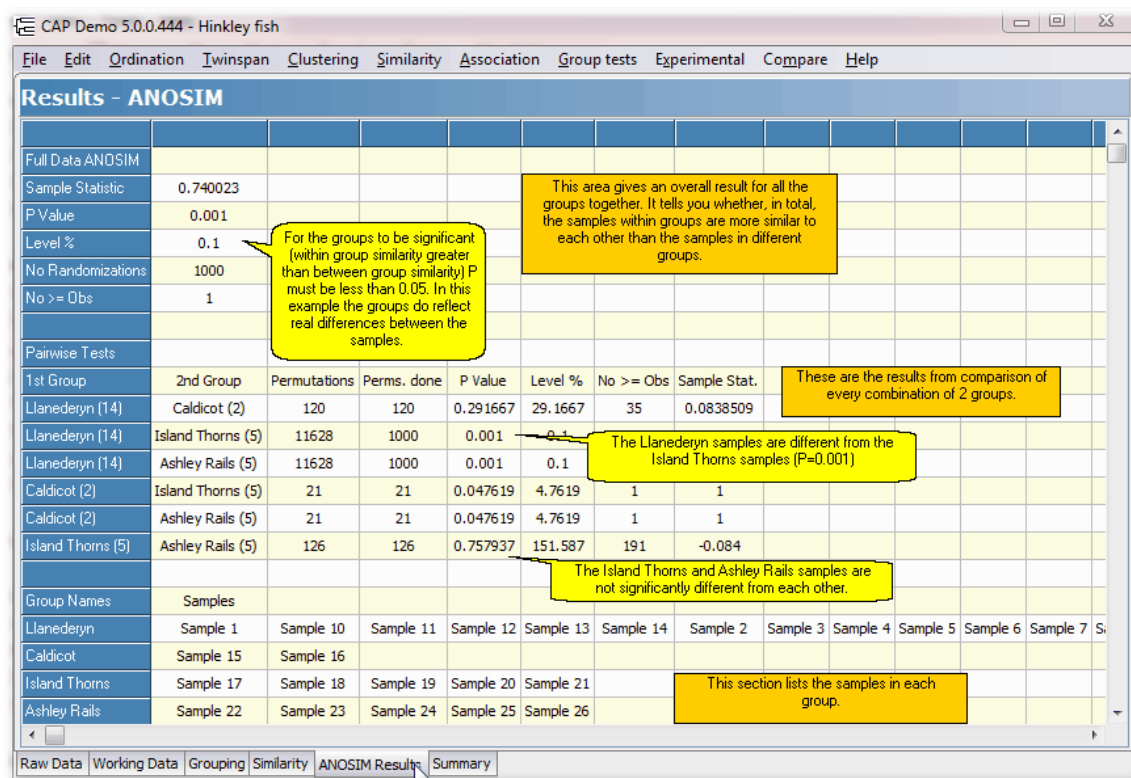 CAP Demo 5.0.0.444 - Hinkley fish
File Edit Ordination Twinspan Clustering Similarity Association Group tests Experimental Compare Help
Results - ANOSIM
Full Data ANOSIM
Sample Statistic 0.740023
P Value 0.001
Level % 0.1
No Randomizations 1000
No >= Obs 1
This area gives an overall result for all the
groups together. It tells you whether, in total,
the samples within groups are more similar to
each other than the samples in different
groups.
For the groups to be significant
(within group similarity greater
than between group similarity) P
must be less than 0.05. In this
example the groups do reflect
real differences between the
samples.
Pairwise Tests
1st Group 2nd Group Permutations Perms. done P Value Level % No >= Obs Sample Stat.
These are the results from comparison of
every combination of 2 groups.
Llanederyn (14) Caldicot (2) 120 120 0.291667 29.1667 35 0.0838509
Llanederyn (14) Island Thorns (5) 11628 1000 0.001 0.1
The Llanederyn samples are different from the
Island Thorns samples (P=0.001)
Llanederyn (14) Ashley Rails (5) 11628 1000 0.001 0.1
Caldicot (2) Island Thorns (5) 21 21 0.047619 4.7619 1 1
Caldicot (2) Ashley Rails (5) 21 21 0.047619 4.7619 1 1
Island Thorns (5) Ashley Rails (5) 126 126 0.757937 151.587 191 -0.084
The Island Thorns and Ashley Rails samples are
not significantly different from each other.
Group Names Samples
Llanederyn Sample 1 Sample 10 Sample 11 Sample 12 Sample 13 Sample 14 Sample 2 Sample 3 Sample 4 Sample 5 Sample 6 Sample 7
Caldicot Sample 15 Sample 16
Island Thorns Sample 17 Sample 18 Sample 19 Sample 20 Sample 21
Ashley Rails Sample 22 Sample 23 Sample 24 Sample 25 Sample 26
This section lists the samples in each
group.
Raw Data Working Data Grouping Similarity ANOSIM Results Summary